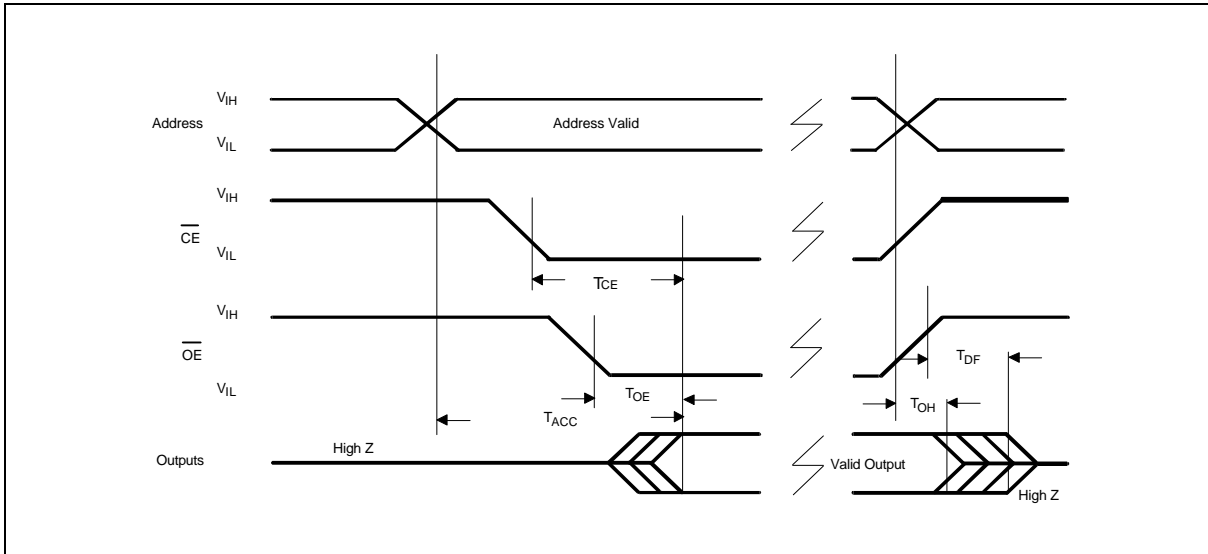 VIH
Address
Address Valid
VIL
VIH
CE
VIL
TCE
VIH
OE
TDF
VIL
TOE
TOH
TACC
High Z
Outputs
Valid Output
High Z